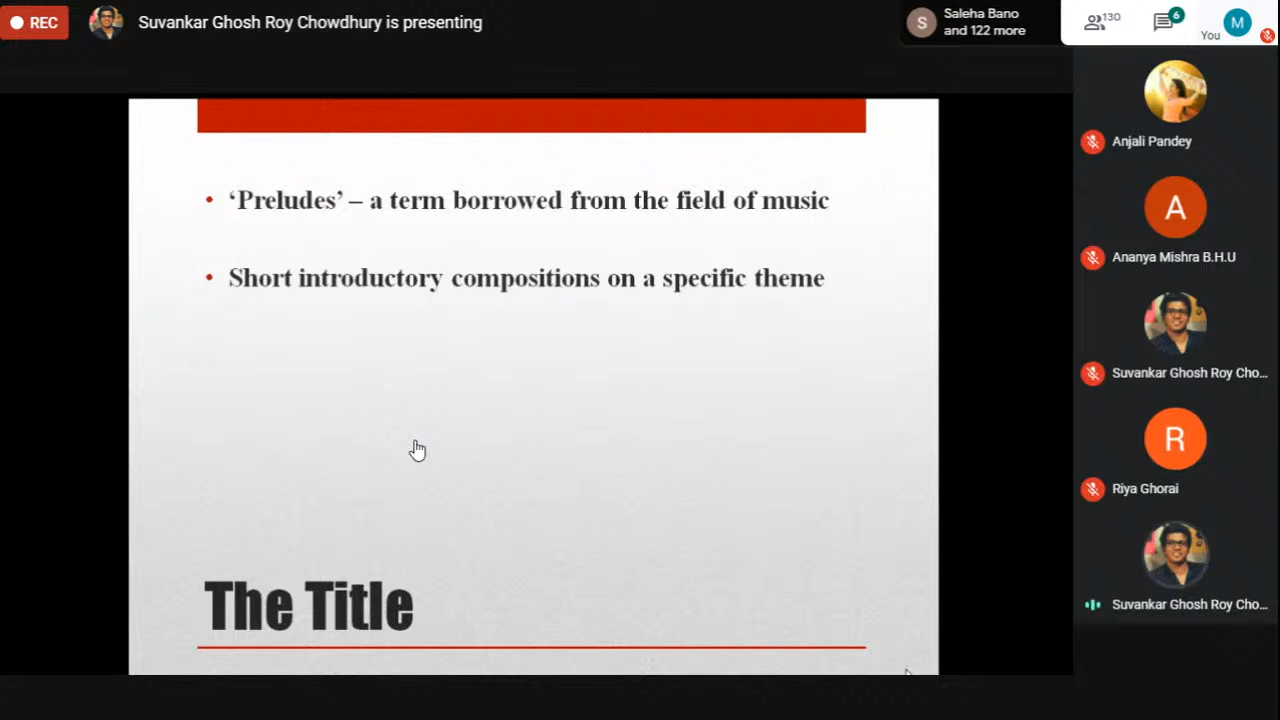 REC
Suvankar Ghosh Roy Chowdhury is presenting
S
Saleha Bano
and 122 more
130
6
You
M
‘Preludes’ – a term borrowed from the field of music
Short introductory compositions on a specific theme
The Title
Anjali Pandey
A
Ananya Mishra B.H.U
Suvankar Ghosh Roy Cho...
R
Riya Ghorai
Suvankar Ghosh Roy Cho...